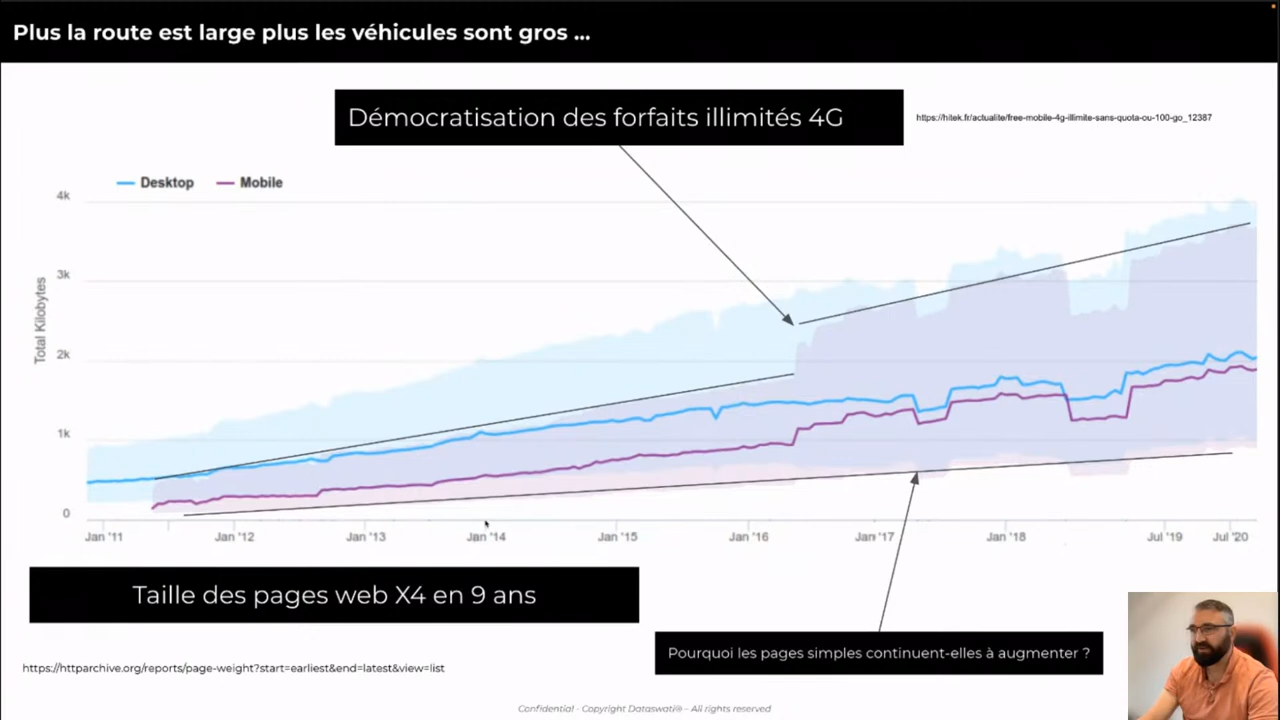 Plus la route est large plus les véhicules sont gros ...
Démocratisation des forfaits illimités 4G
https://hitek.fr/actualite/free-mobile-4g-illimite-sans-quota-ou-100-go_12387
Desktop Mobile
4k
3k
2k
1k
0
Total Kilobytes
Jan '11 Jan '12 Jan '13 Jan '14 Jan '15 Jan '16 Jan '17 Jan '18 Jul '19 Jul '20
Taille des pages web X4 en 9 ans
Pourquoi les pages simples continuent-elles à augmenter ?
https://httparchive.org/reports/page-weight?start=earliest&end=latest&view=list
Confidential - Copyright Dataswati® - All rights reserved